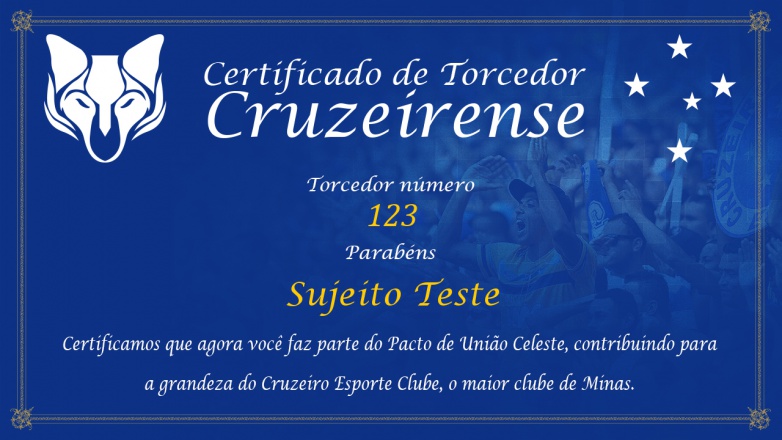 Certificado de Torcedor
Cruzeirense
Torcedor número
123
Parabéns
Sujeito Teste
Certificamos que agora você faz parte do Pacto de União Celeste, contribuindo para
a grandeza do Cruzeiro Esporte Clube, o maior clube de Minas.